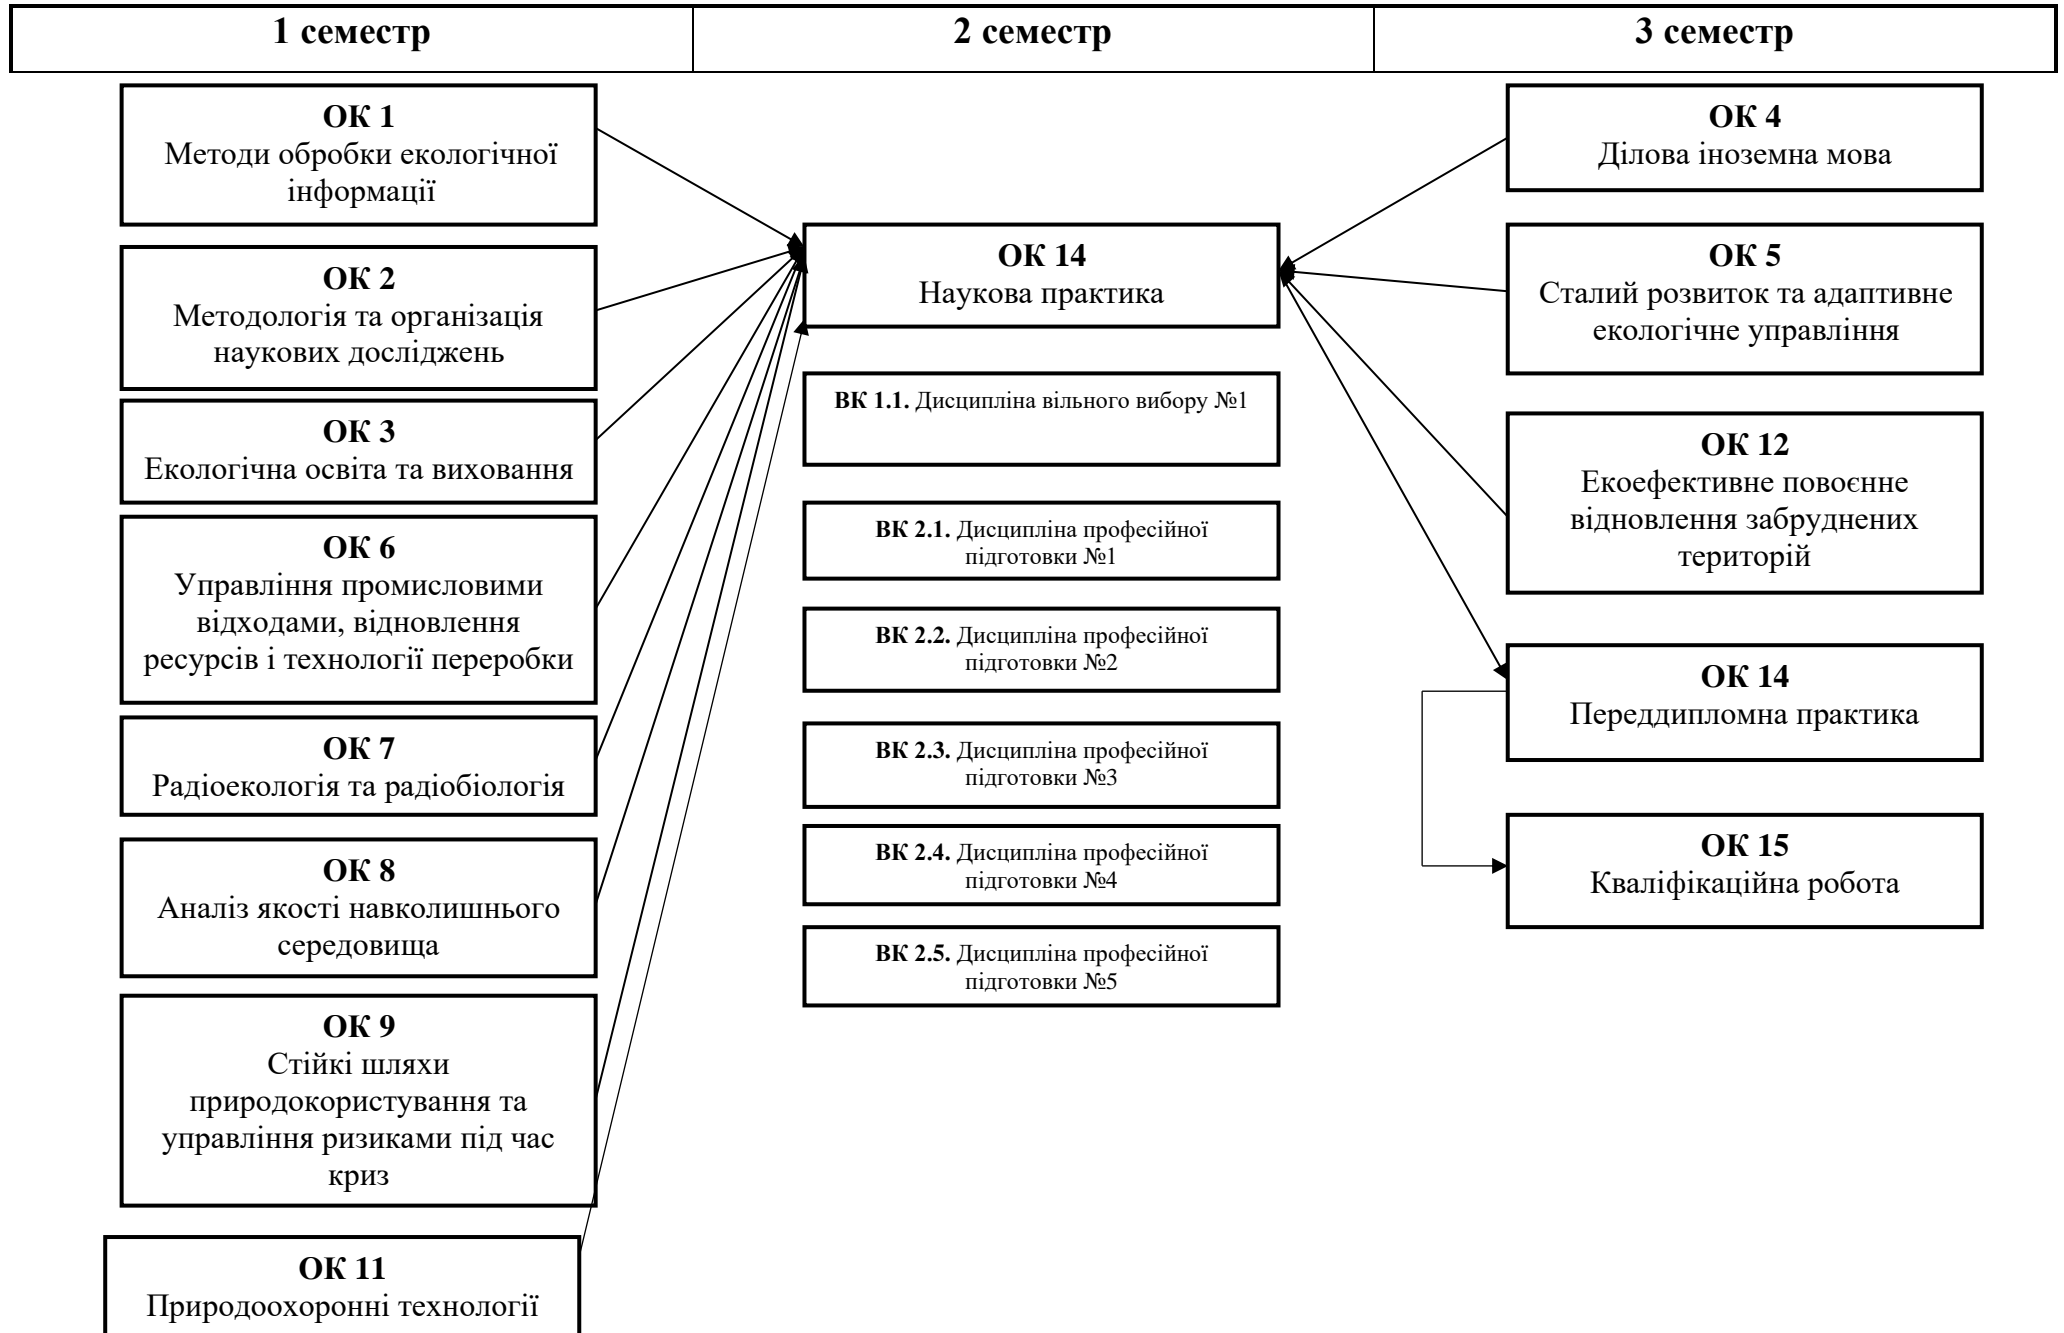 1 семестр
2 семестр
3 семестр
ОК 1
Методи обробки екологічної
інформації
ОК 2
Методологія та організація
наукових досліджень
ОК 3
Екологічна освіта та виховання
ОК 6
Управління промисловими
відходами, відновлення
ресурсів і технології переробки
ОК 7
Радіоекологія та радіобіологія
ОК 8
Аналіз якості навколишнього
середовища
ОК 9
Стійкі шляхи
природокористування та
управління ризиками під час
криз
ОК 11
Природоохоронні технології
ОК 14
Наукова практика
ВК 1.1. Дисципліна вільного вибору №1
ВК 2.1. Дисципліна професійної
підготовки №1
ВК 2.2. Дисципліна професійної
підготовки №2
ВК 2.3. Дисципліна професійної
підготовки №3
ВК 2.4. Дисципліна професійної
підготовки №4
ВК 2.5. Дисципліна професійної
підготовки №5
ОК 4
Ділова іноземна мова
ОК 5
Сталий розвиток та адаптивне
екологічне управління
ОК 12
Екоефективне повоєнне
відновлення забруднених
територій
ОК 14
Переддипломна практика
ОК 15
Кваліфікаційна робота